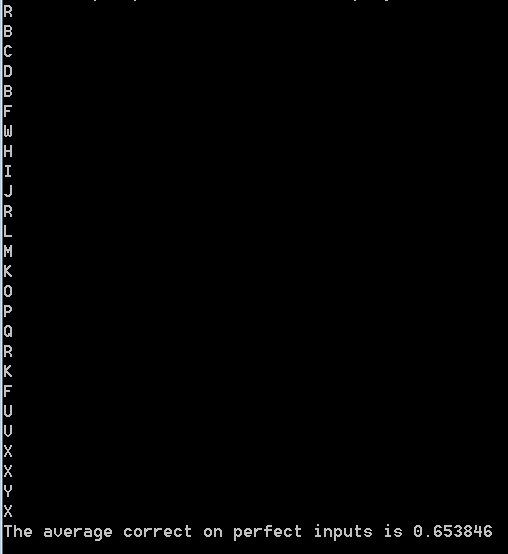 R
B
C
D
B
F
W
H
I
J
R
L
M
K
O
P
Q
R
K
F
U
V
X
X
Y
X
The average correct on perfect inputs is 0.653846